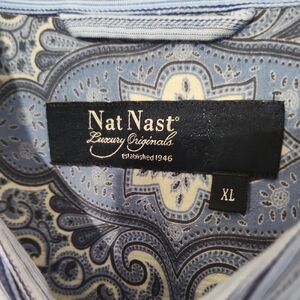 Nat Nast®
Luxury Originals
established 1946
XL